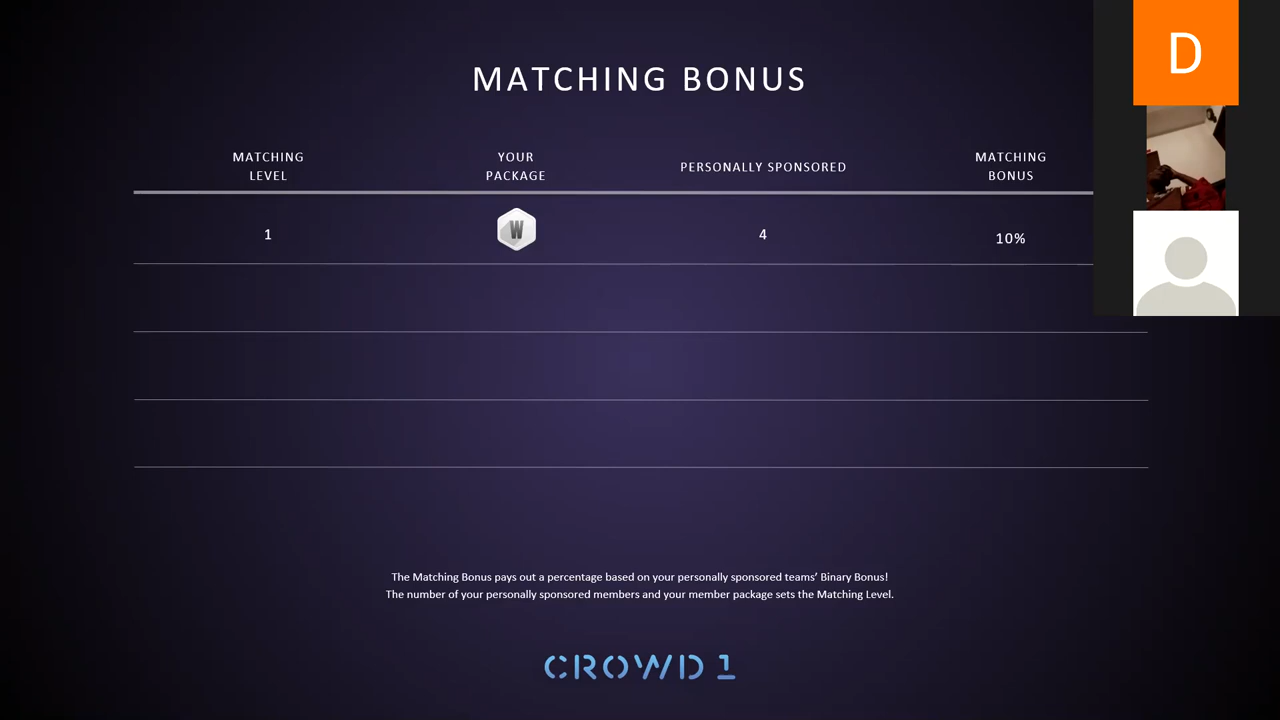 MATCHING BONUS
MATCHING
LEVEL
YOUR
PACKAGE
PERSONALLY SPONSORED
MATCHING
BONUS
1
W
4
10%
The Matching Bonus pays out a percentage based on your personally sponsored teams’ Binary Bonus!
The number of your personally sponsored members and your member package sets the Matching Level.
CROWD 1
D